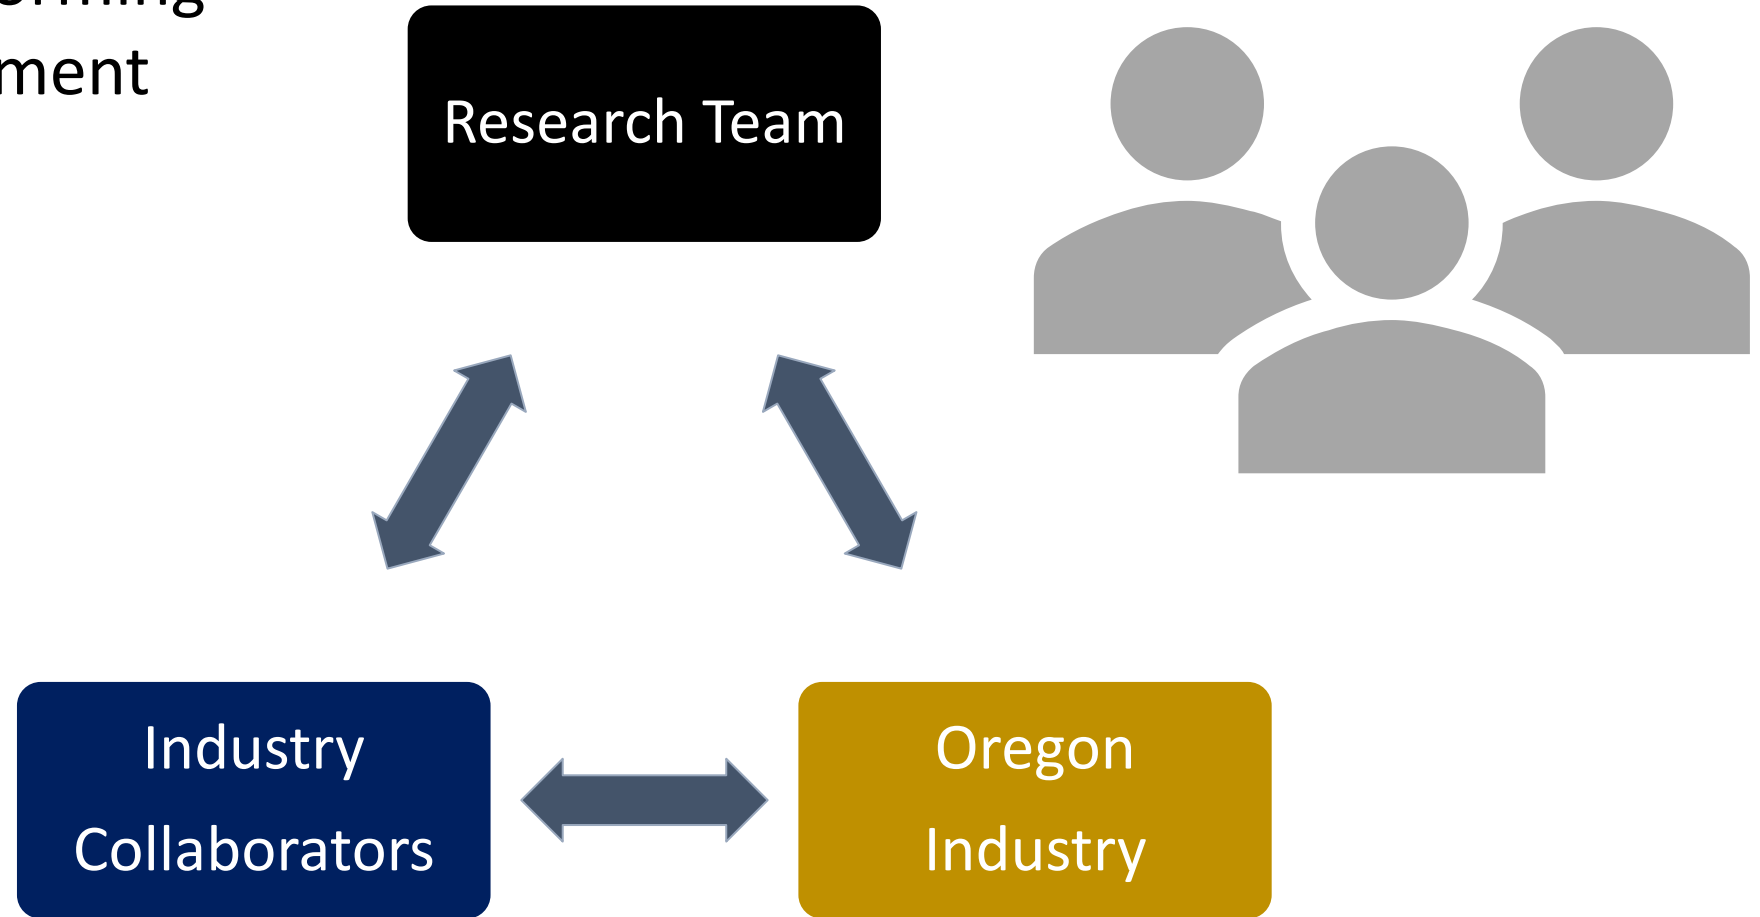 ment
Research Team
Industry
Collaborators
Oregon
Industry